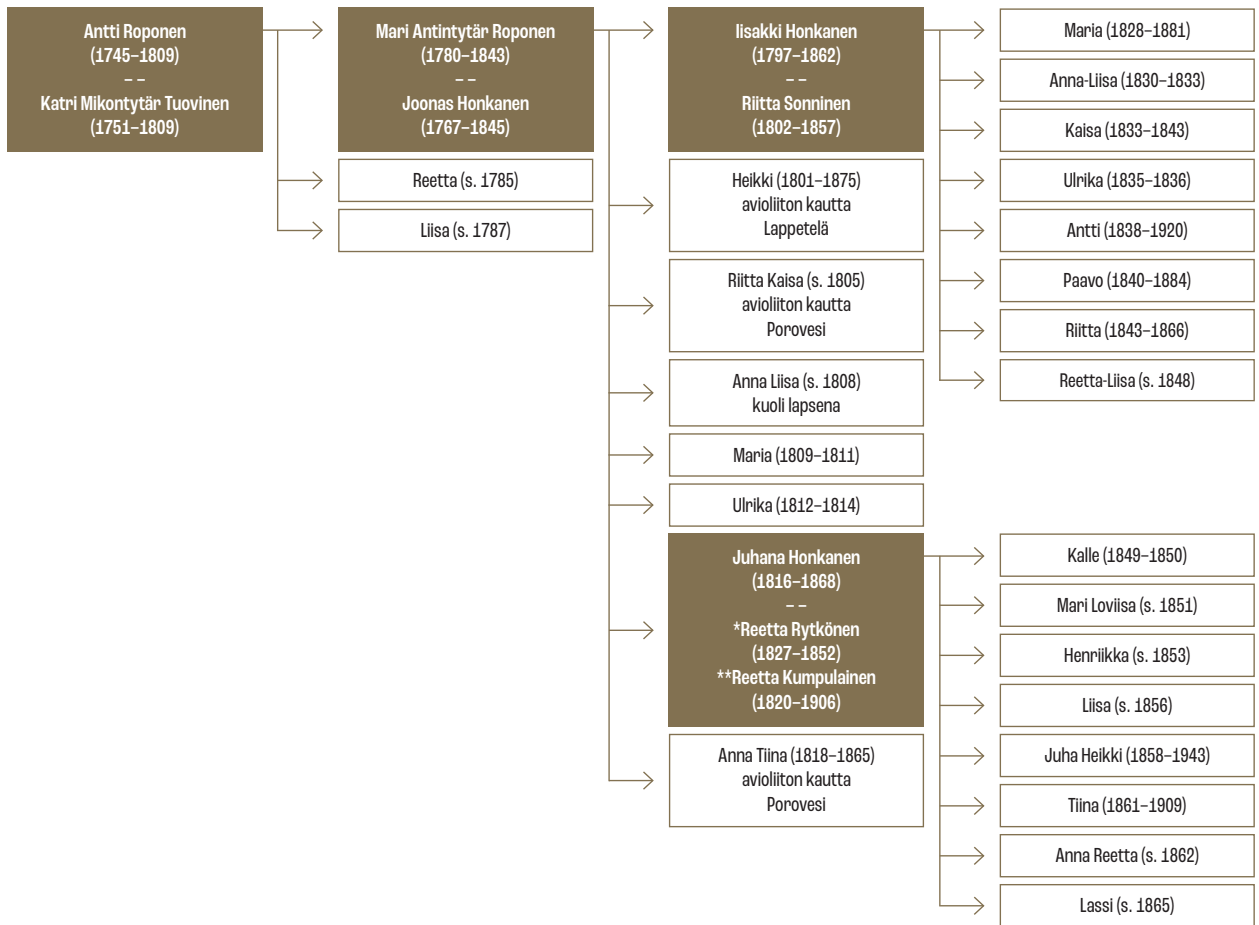 Antti Roponen
(1745–1809)
– –
Katri Mikontytär Tuovinen
(1751–1809)
Mari Antintytär Roponen
(1780–1843)
– –
Joonas Honkanen
(1767–1845)
Reetta (s. 1785)
Liisa (s. 1787)
Iisakki Honkanen
(1797–1862)
– –
Riitta Sonninen
(1802–1857)
Heikki (1801–1875)
avioliiton kautta
Lappetelä
Riitta Kaisa (s. 1805)
avioliiton kautta
Porovesi
Anna Liisa (s. 1808)
kuoli lapsena
Maria (1809–1811)
Ulrika (1812–1814)
Juhana Honkanen
(1816–1868)
– –
*Reetta Rytkönen
(1827–1852)
**Reetta Kumpulainen
(1820–1906)
Anna Tiina (1818–1865)
avioliiton kautta
Porovesi
Maria (1828–1881)
Anna-Liisa (1830–1833)
Kaisa (1833–1843)
Ulrika (1835–1836)
Antti (1838–1920)
Paavo (1840–1884)
Riitta (1843–1866)
Reetta-Liisa (s. 1848)
Kalle (1849–1850)
Mari Loviisa (s. 1851)
Henriikka (s. 1853)
Liisa (s. 1856)
Juha Heikki (1858–1943)
Tiina (1861–1909)
Anna Reetta (s. 1862)
Lassi (s. 1865)